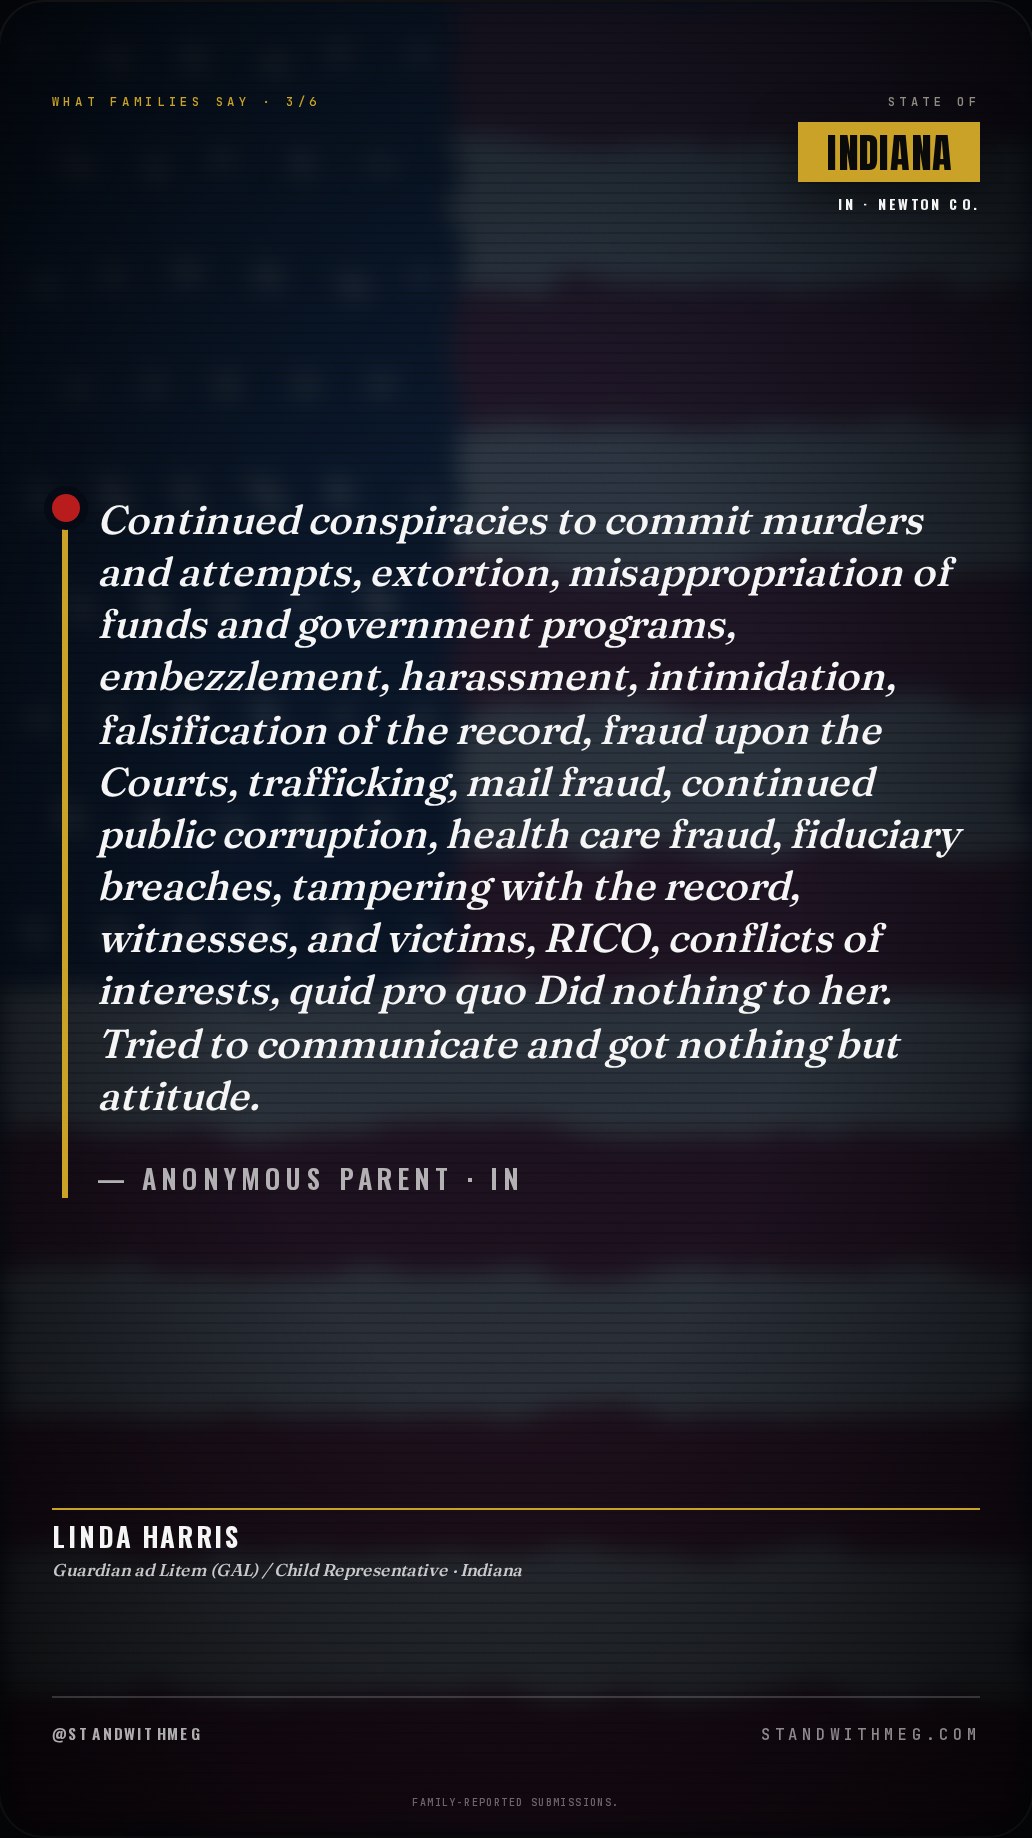 WHAT FAMILIES SAY · 3/6
STATE OF
INDIANA
IN · NEWTON CO.
Continued conspiracies to commit murders
and attempts, extortion, misappropriation of
funds and government programs,
embezzlement, harassment, intimidation,
falsification of the record, fraud upon the
Courts, trafficking, mail fraud, continued
public corruption, health care fraud, fiduciary
breaches, tampering with the record,
witnesses, and victims, RICO, conflicts of
interests, quid pro quo Did nothing to her.
Tried to communicate and got nothing but
attitude.
— ANONYMOUS PARENT · IN
LINDA HARRIS
Guardian ad Litem (GAL) / Child Representative · Indiana
@STANDWITHMEG
STANDWITHMEG.COM
FAMILY-REPORTED SUBMISSIONS.